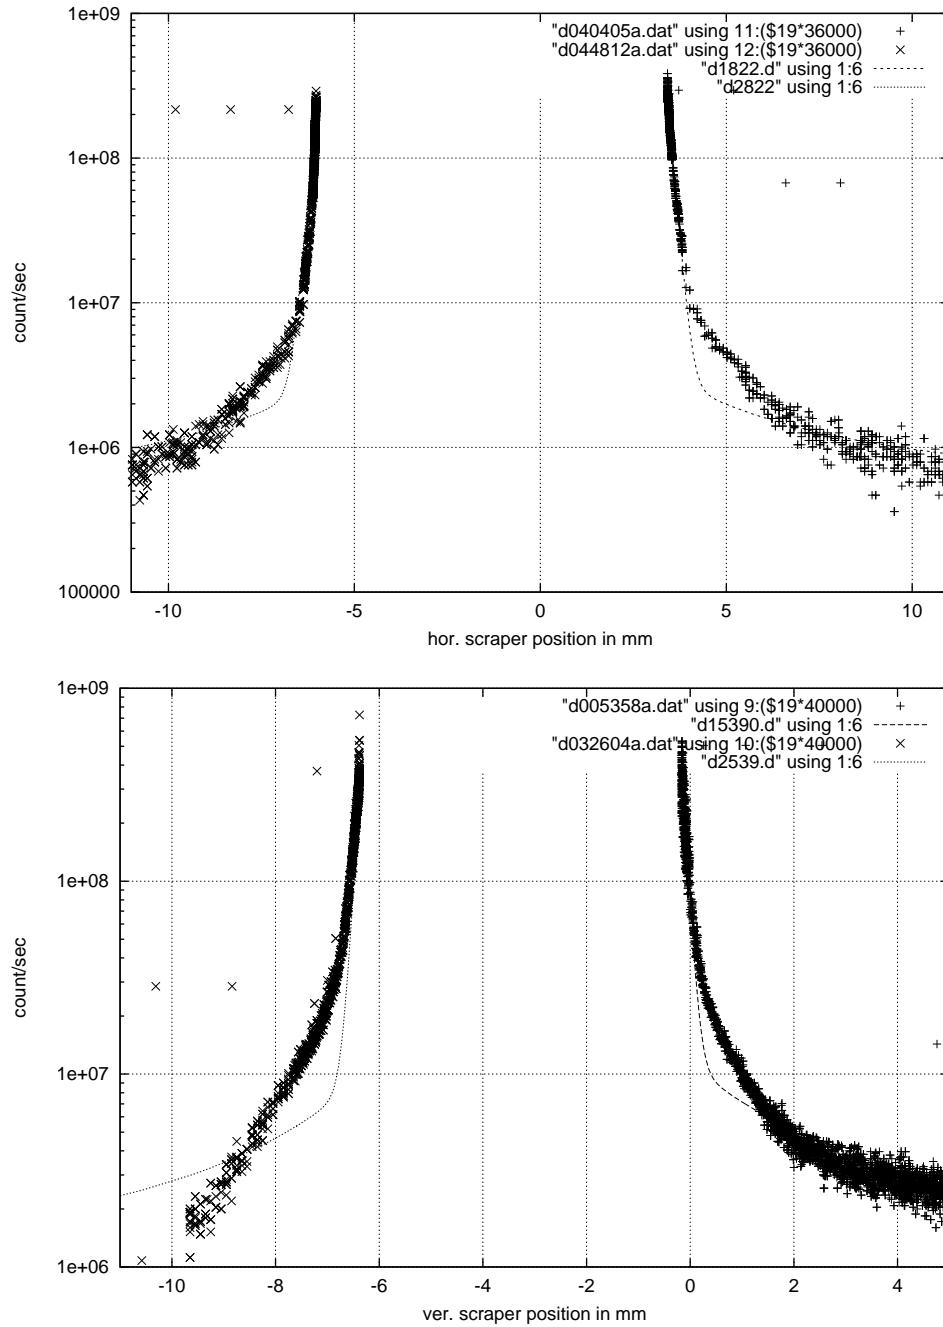 1e+09
"d040405a.dat" using 11:($19*36000)
"d044812a.dat" using 12:($19*36000)
"d1822.d" using 1:6
"d2822" using 1:6
1e+08
1e+07
1e+06
100000
count/sec
-10
-5
0
5
10
hor. scraper position in mm
1e+09
"d005358a.dat" using 9:($19*40000)
"d15390.d" using 1:6
"d032604a.dat" using 10:($19*40000)
"d2539.d" using 1:6
1e+08
1e+07
1e+06
count/sec
-10
-8
-6
-4
-2
0
2
4
ver. scraper position in mm